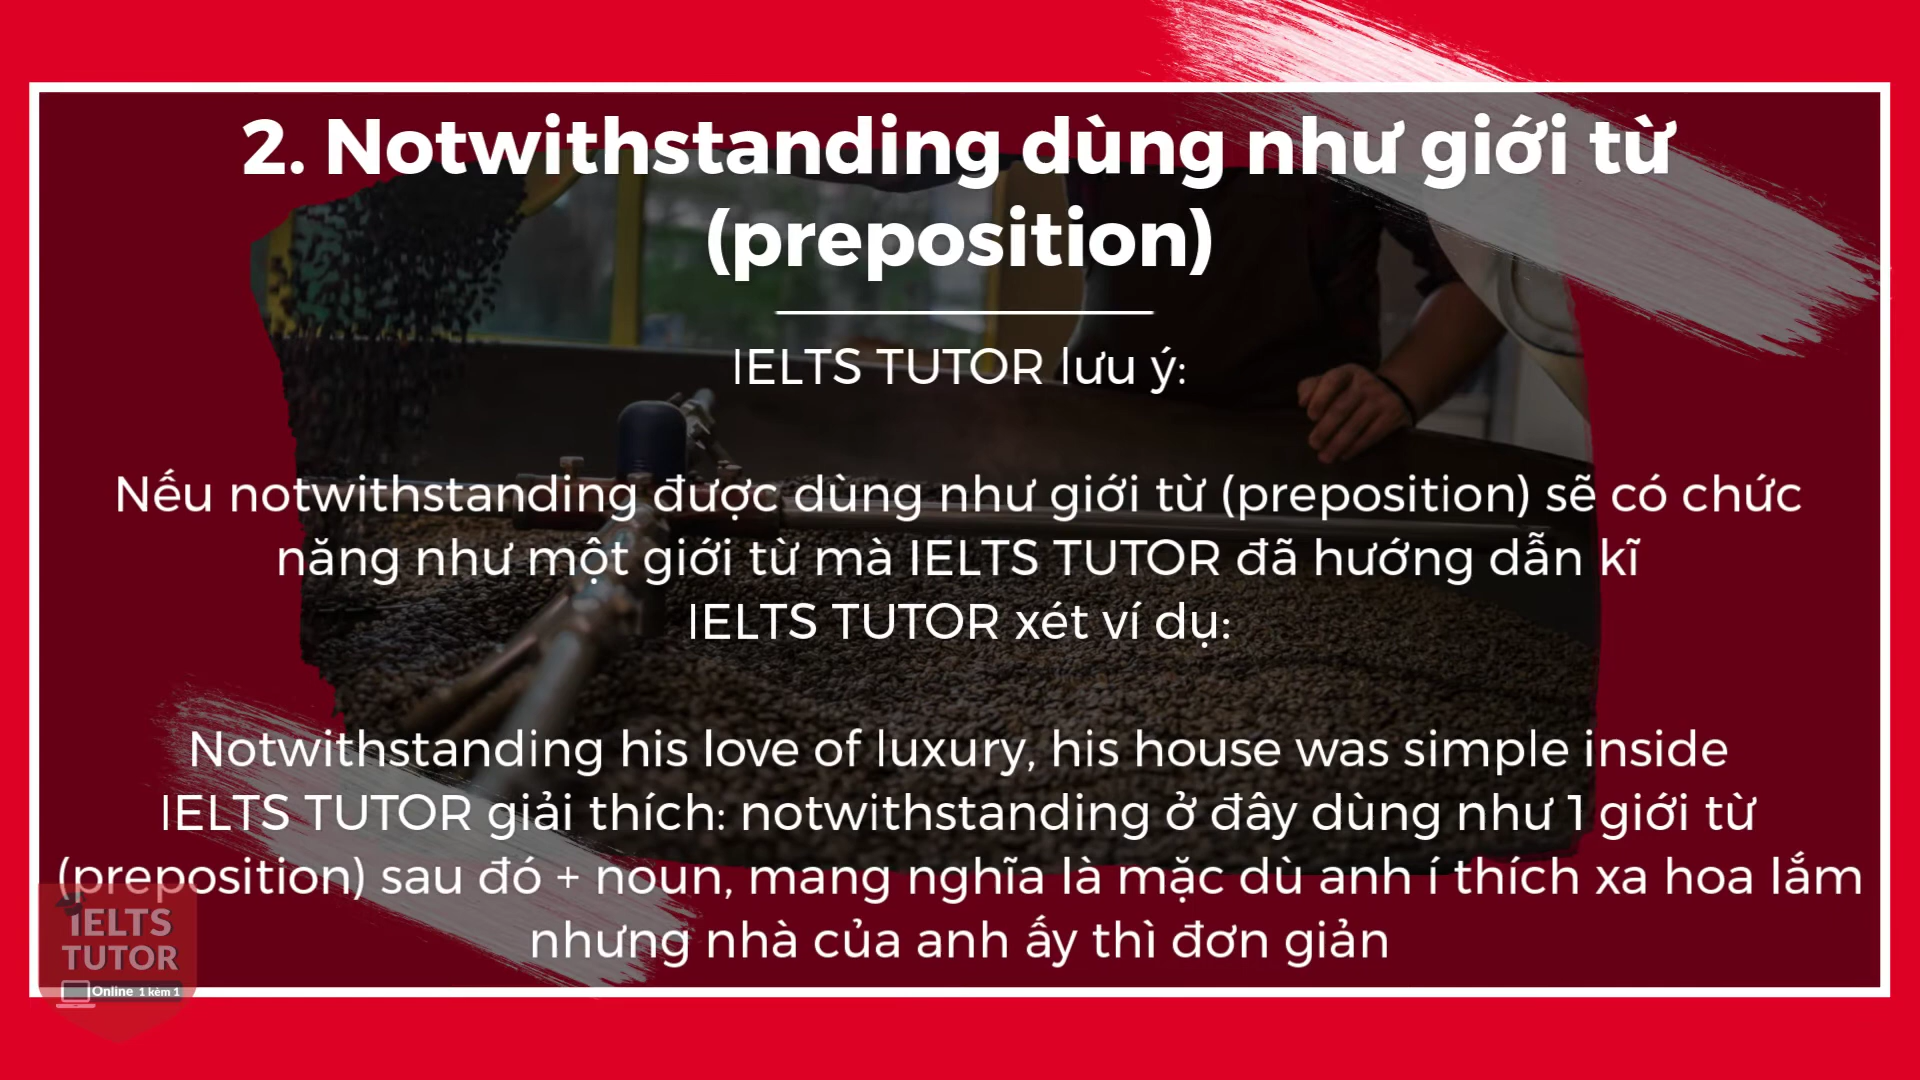 2. Notwithstanding dùng như giới từ
(preposition)
IELTS TUTOR lưu ý:
Nếu notwithstanding được dùng như giới từ (preposition) sẽ có chức
năng như một giới từ mà IELTS TUTOR đã hướng dẫn kĩ
IELTS TUTOR xét ví dụ:
Notwithstanding his love of luxury, his house was simple inside
IELTS TUTOR giải thích: notwithstanding ở đây dùng như 1 giới từ
(preposition) sau đó + noun, mang nghĩa là mặc dù anh í thích xa hoa lắm
nhưng nhà của anh ấy thì đơn giản
IELTS
TUTOR
Online 1 kèm 1